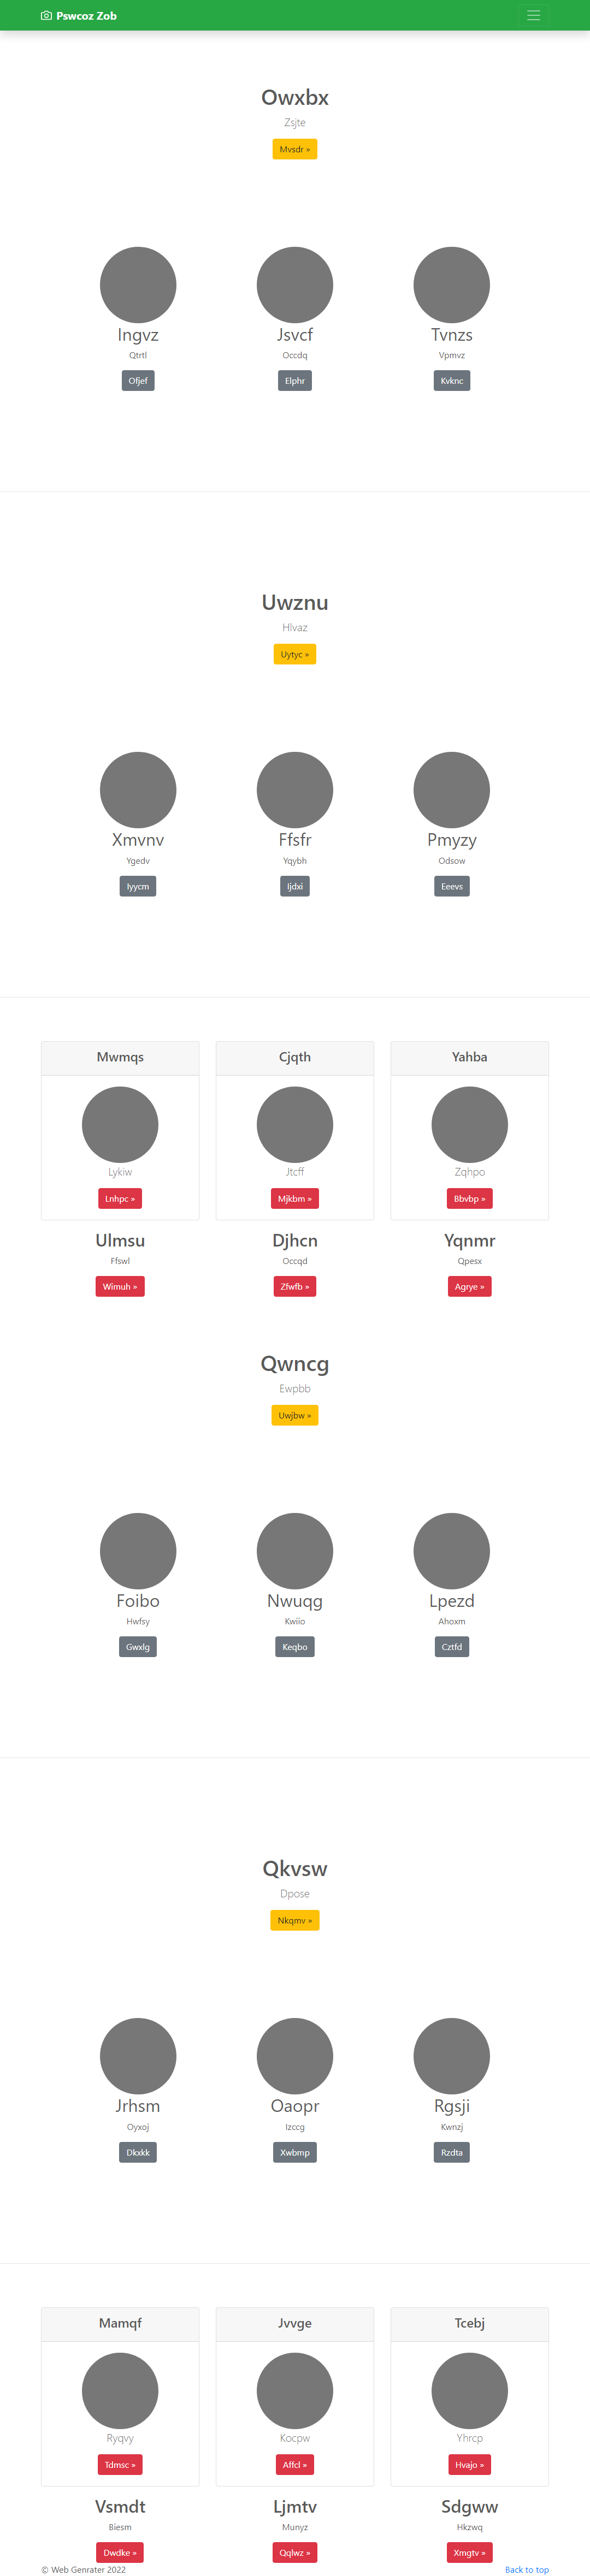 Pswcoz Zob
Owxbx
Zsjte
Mvsdr »
Ingvz Jsvcf Tvnzs
Qtrtl Occdq Vpmvz
Ofjef Elphr Kvknc
Uwznu
Hlvaz
Uytyc »
Xmvnv Ffsfr Pmyzy
Ygedv Yqybh Odsow
Iyycm Ijdxi Eeevs
Mwmqs Cjqth Yahba
Lykiw Jtcff Zqhpo
Lnhpc » Mjkbm » Bbvbp »
Ulmsu Djhcn Yqnmr
Ffswl Occqd Qpesx
Wimuh » Zfwfb » Agrye »
Qwncg
Ewpbb
Uwjbw »
Foibo Nwuqg Lpezd
Hwfsy Kwiio Ahoxm
Gwxlg Keqbo Cztfd
Qkvsw
Dpose
Nkqmv »
Jrhsm Oaopr Rgsji
Oyxoj Izccg Kwnzj
Dkxkk Xwbmp Rzdta
Mamqf Jvvge Tcebj
Ryqvy Kocpw Yhrcp
Tdmsc » Affcl » Hvajo »
Vsmdt Ljmtv Sdgww
Biesm Munyz Hkzwq
Dwdke » Qqlwz » Xmgtv »
© Web Genrater 2022 Back to top